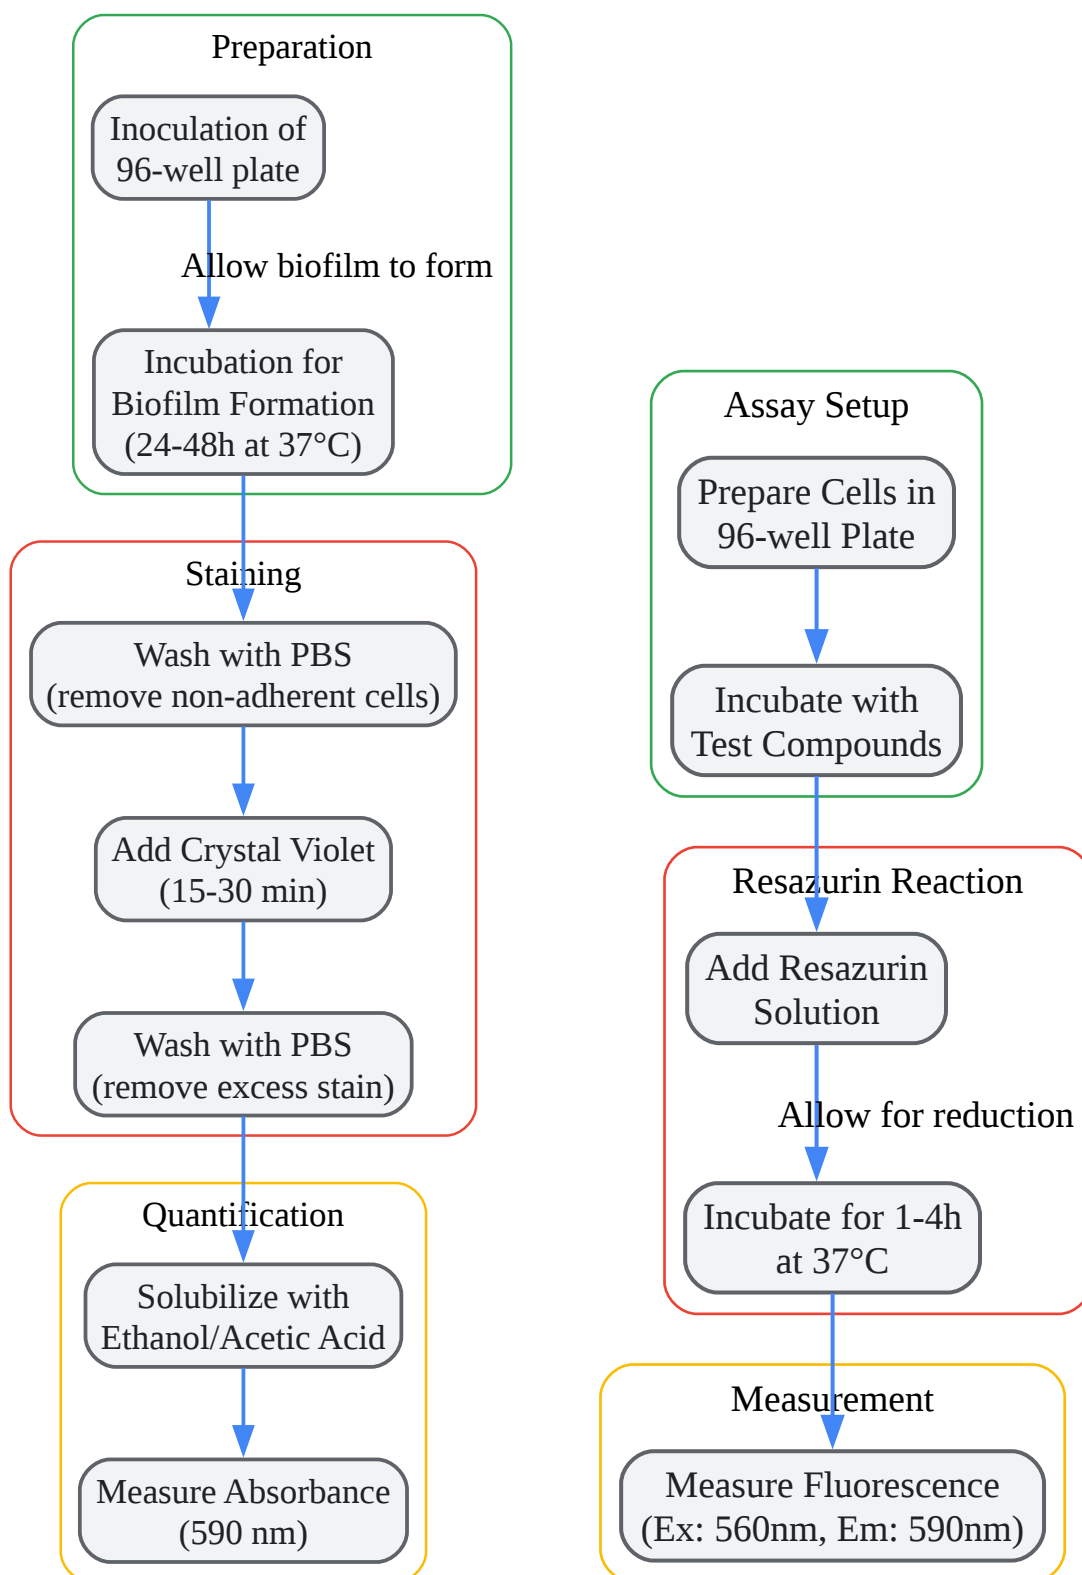 Preparation
Inoculation of
96-well plate
Allow biofilm to form
Incubation for
Biofilm Formation
(24-48h at 37°C)
Staining
Wash with PBS
(remove non-adherent cells)
Add Crystal Violet
(15-30 min)
Wash with PBS
(remove excess stain)
Quantification
Solubilize with
Ethanol/Acetic Acid
Measure Absorbance
(590 nm)
Assay Setup
Prepare Cells in
96-well Plate
Incubate with
Test Compounds
Resazurin Reaction
Add Resazurin
Solution
Allow for reduction
Incubate for 1-4h
at 37°C
Measurement
Measure Fluorescence
(Ex: 560nm, Em: 590nm)